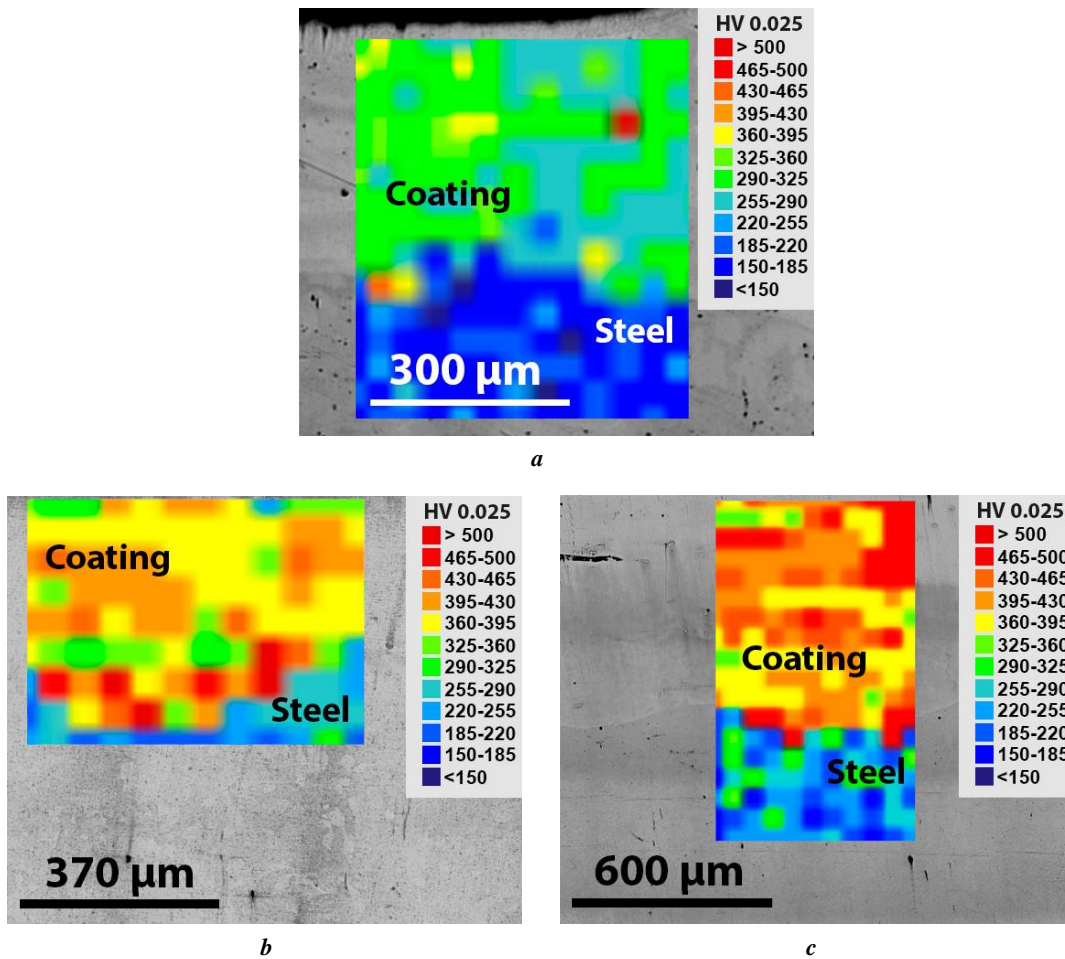 HV 0.025
> 500
465-500
430-465
395-430
360-395
325-360
290-325
255-290
220-255
185-220
150-185
<150
Coating
Steel
300 µm
a
HV 0.025
> 500
465-500
430-465
395-430
360-395
325-360
290-325
255-290
220-255
185-220
150-185
<150
Coating
Steel
370 µm
b
HV 0.025
> 500
465-500
430-465
395-430
360-395
325-360
290-325
255-290
220-255
185-220
150-185
<150
Coating
Steel
600 µm
c